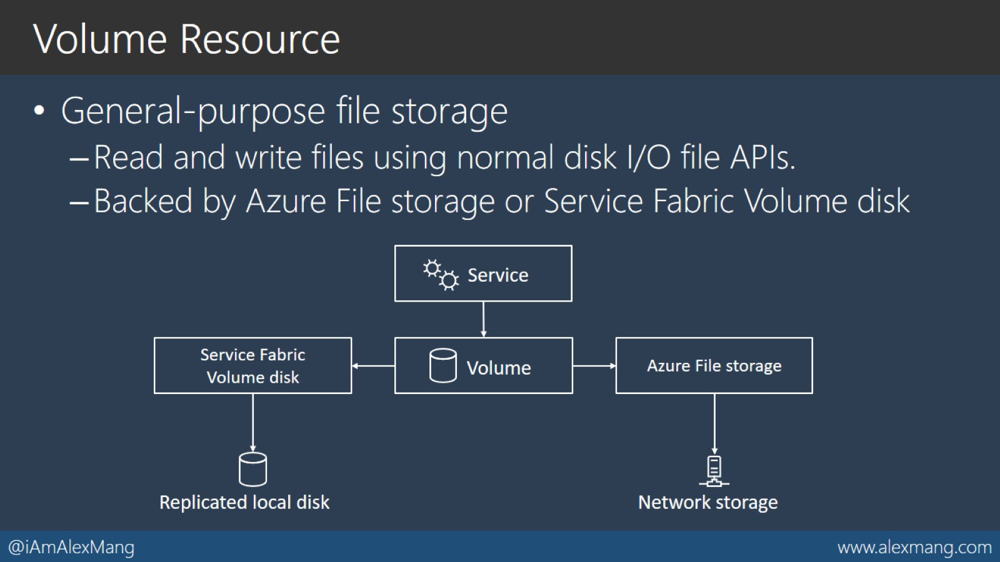 Volume Resource
• General-purpose file storage
– Read and write files using normal disk I/O file APIs.
– Backed by Azure File storage or Service Fabric Volume disk
Service
Service Fabric
Volume disk
Volume
Azure File storage
Replicated local disk
Network storage
@iAmAlexMang
www.alexmang.com